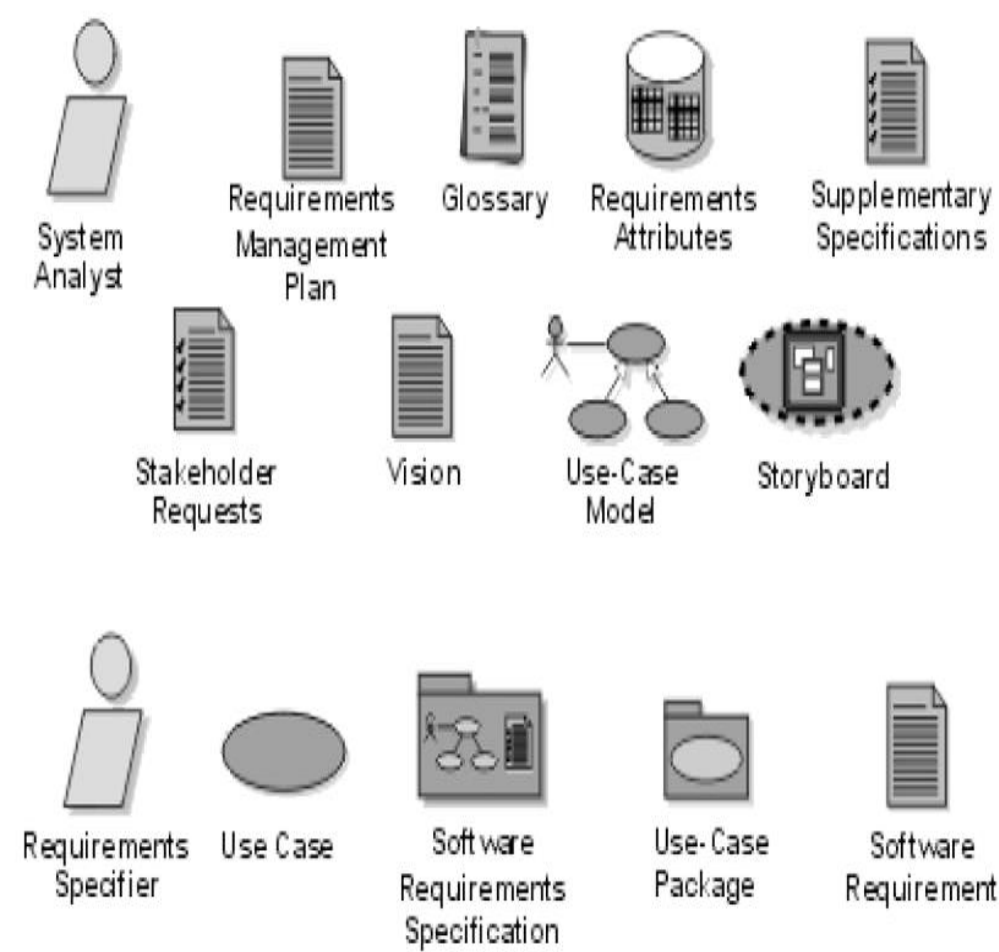 System
Analyst
Requirements
Management
Plan
Glossary
Requirements
Attributes
Supplementary
Specifications
Stakeholder
Requests
Vision
Use-Case
Model
Storyboard
Requirements
Specifier
Use Case
Software
Requirements
Specification
Use-Case
Package
Software
Requirement